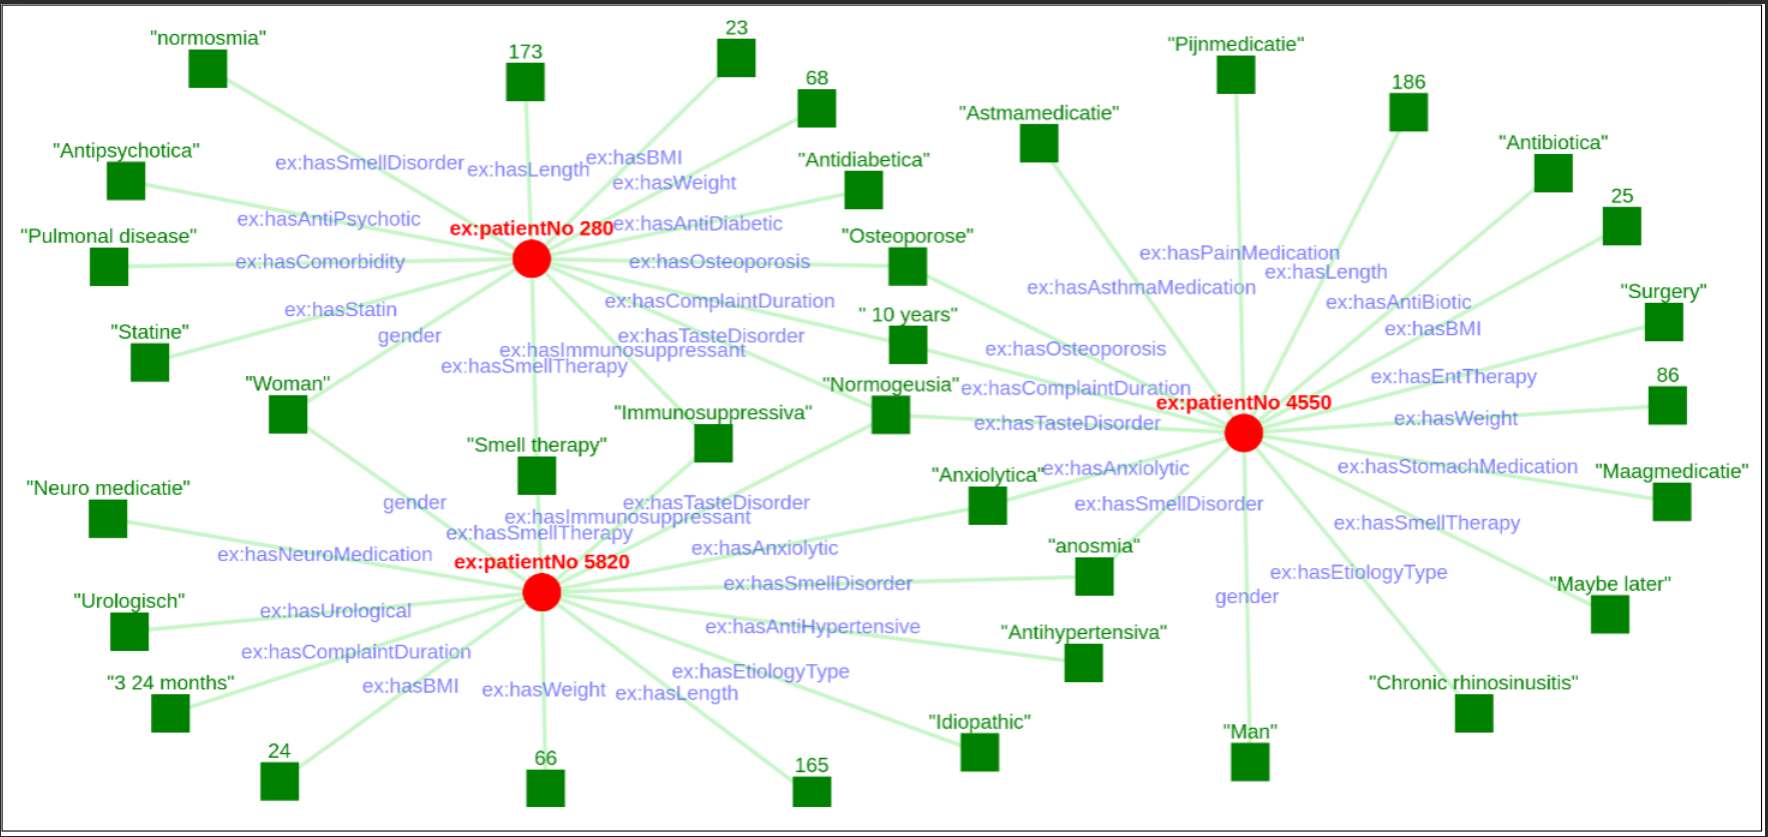 "normosmia"
173
23
68
"Pijnmedicatie"
186
"Astmamedicatie"
"Antibiotica"
"Antipsychotica"
ex:hasSmellDisorder
ex:hasLength
ex:hasBMI
ex:hasWeight
"Antidiabetica"
25
ex:hasAntiPsychotic
ex:patientNo 280
ex:hasAntiDiabetic
"Pulmonal disease"
"Osteoporose"
ex:hasPainMedication
ex:hasComorbidity
ex:hasOsteoporosis
ex:hasLength
ex:hasAsthmaMedication
"Surgery"
ex:hasStatin
ex:hasComplaintDuration
ex:hasAntiBiotic
"Statine"
" 10 years"
ex:hasBMI
gender
ex:hasTasteDisorder
ex:hasImmunosuppressant
ex:hasOsteoporosis
ex:hasSmellTherapy
ex:hasEntTherapy
86
"Woman"
"Normogeusia"
ex:hasComplaintDuration
ex:patientNo 4550
"Immunosuppressiva"
ex:hasTasteDisorder
ex:hasWeight
"Smell therapy"
"Anxiolytica"
ex:hasAnxiolytic
ex:hasStomachMedication
"Maagmedicatie"
"Neuro medicatie"
gender
ex:hasTasteDisorder
ex:hasSmellDisorder
ex:hasImmunosuppressant
ex:hasSmellTherapy
ex:hasSmellTherapy
ex:hasNeuroMedication
ex:patientNo 5820
ex:hasAnxiolytic
"anosmia"
ex:hasEtiologyType
"Urologisch"
ex:hasUrological
ex:hasSmellDisorder
gender
"Maybe later"
ex:hasAntiHypertensive
"Antihypertensiva"
ex:hasComplaintDuration
"3 24 months"
ex:hasBMI
ex:hasWeight
ex:hasLength
ex:hasEtiologyType
"Chronic rhinosinusitis"
"Idiopathic"
"Man"
24
66
165